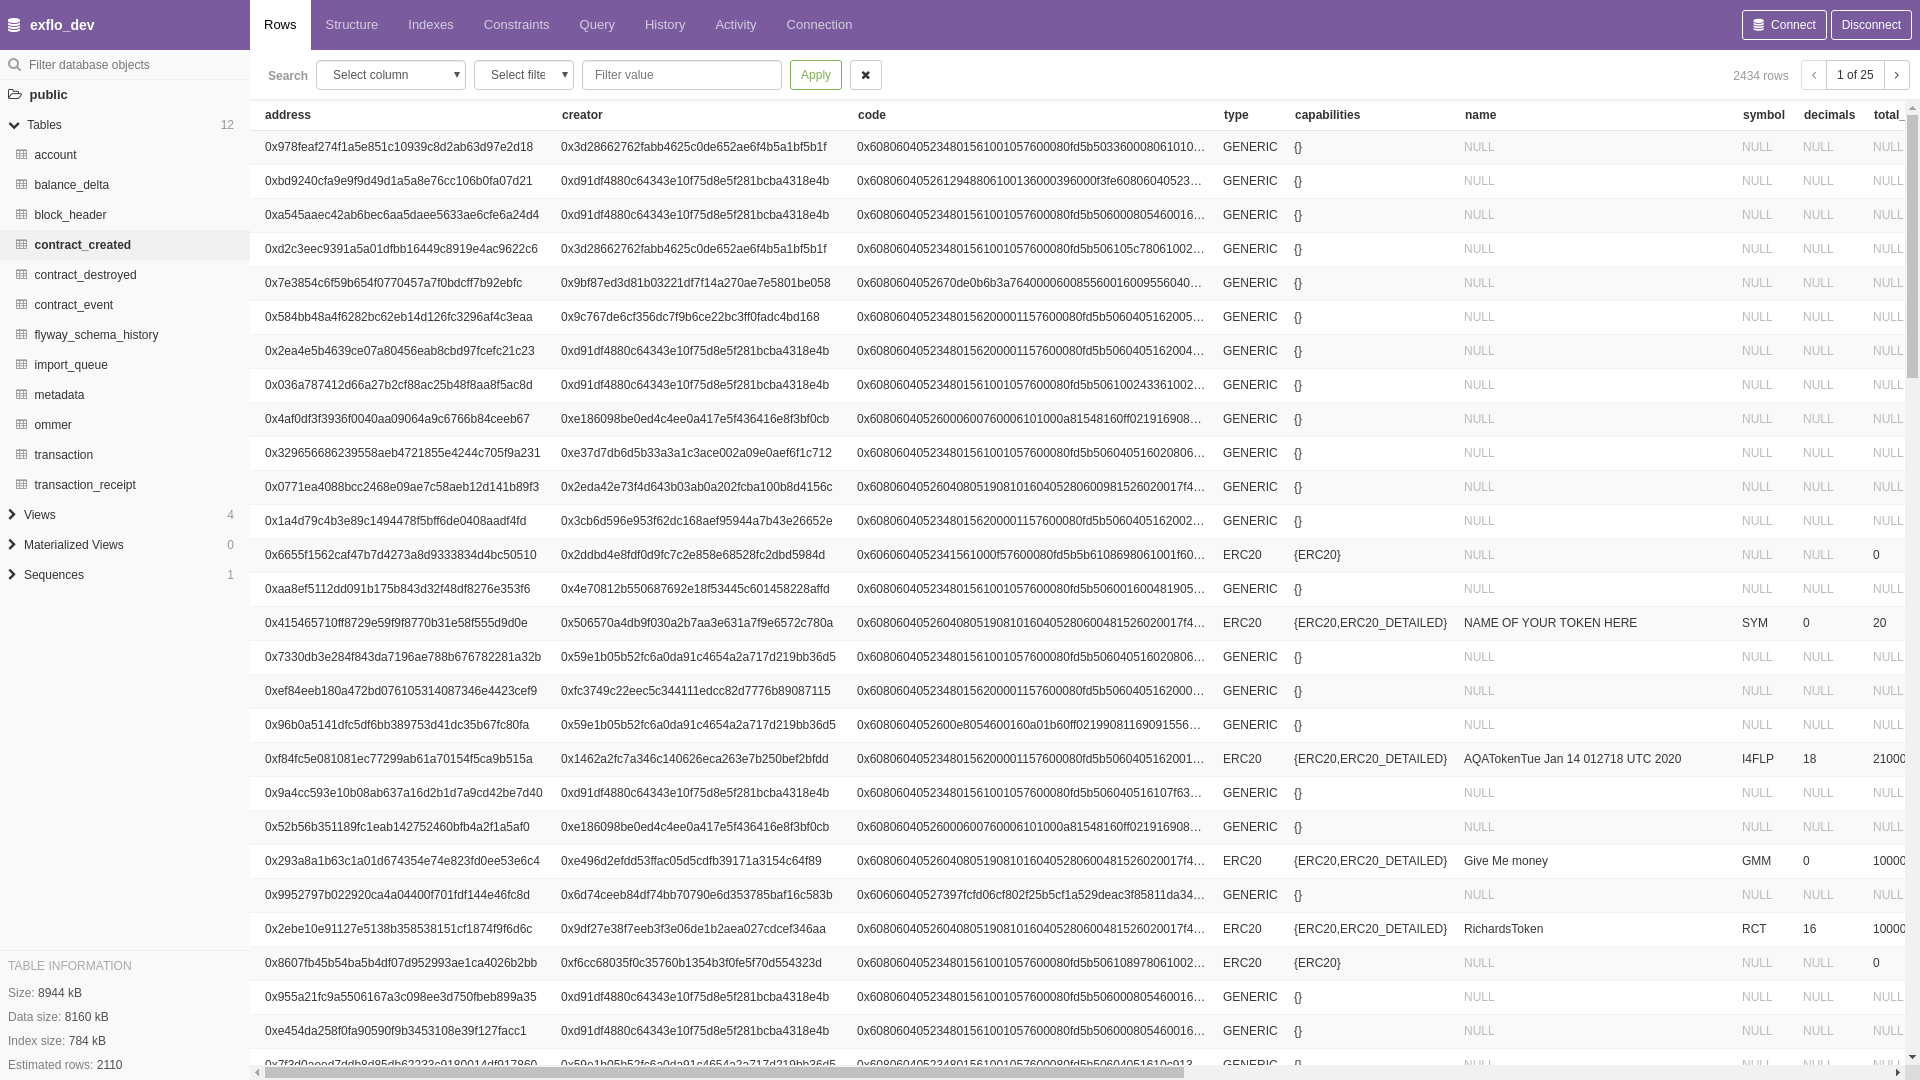 exflo_dev
Rows Structure Indexes Constraints Query History Activity Connection Connect Disconnect
Filter database objects
Search Select column Select filte Filter value Apply 2434 rows 1 of 25
public
Tables 12
account
balance_delta
block_header
contract_created
contract_destroyed
contract_event
flyway_schema_history
import_queue
metadata
ommer
transaction
transaction_receipt
Views 4
Materialized Views 0
Sequences 1
TABLE INFORMATION
Size: 8944 kB
Data size: 8160 kB
Index size: 784 kB
Estimated rows: 2110
address creator code type capabilities name symbol decimals total_
0x978feaf274f1a5e851c10939c8d2ab63d97e2d18 0x3d28662762fabb4625c0de652ae6f4b5a1bf5b1f 0x608060405234801561001057600080fd5b503360008061010… GENERIC {} NULL NULL NULL NULL
0xbd9240cfa9e9f9d49d1a5a8e76cc106b0fa07d21 0xd91df4880c64343e10f75d8e5f281bcba4318e4b 0x608060405261294880610013600039600 0f3fe60806040523… GENERIC {} NULL NULL NULL NULL
0xa545aaec42ab6bec6aa5daee5633ae6cfe6a24d4 0xd91df4880c64343e10f75d8e5f281bcba4318e4b 0x608060405234801561001057600080fd5b506000805460016… GENERIC {} NULL NULL NULL NULL
0xd2c3eec9391a5a01dfbb16449c8919e4ac9622c6 0x3d28662762fabb4625c0de652ae6f4b5a1bf5b1f 0x608060405234801561001057600080fd5b506105c78061002… GENERIC {} NULL NULL NULL NULL
0x7e3854c6f59b654f0770457a7f0bdcff7b92ebfc 0x9bf87ed3d81b03221df7f14a270ae7e5801be058 0x6080604052670de0b6b3a7640000600855600160095560 40… GENERIC {} NULL NULL NULL NULL
0x584bb48a4f6282bc62eb14d126fc3296af4c3eaa 0x9c767de6cf356dc7f9b6ce22bc3ff0fadc4bd168 0x60806040523480156200001157600080fd5b5060405162005… GENERIC {} NULL NULL NULL NULL
0x2ea4e5b4639ce07a80456eab8cbd97fcefc21c23 0xd91df4880c64343e10f75d8e5f281bcba4318e4b 0x60806040523480156200001157600080fd5b5060405162004… GENERIC {} NULL NULL NULL NULL
0x036a787412d66a27b2cf88ac25b48f8aa8f5ac8d 0xd91df4880c64343e10f75d8e5f281bcba4318e4b 0x608060405234801561001057600080fd5b506100243361002… GENERIC {} NULL NULL NULL NULL
0x4af0df3f3936f0040aa09064a9c6766b84ceeb67 0xe186098be0ed4c4ee0a417e5f436416e8f3bf0cb 0x60806040526000600760006101000a81548160ff021916908… GENERIC {} NULL NULL NULL NULL
0x329656686239558aeb4721855e4244c705f9a231 0xe37d7db6d5b33a3a1c3ace002a09e0aef6f1c712 0x608060405234801561001057600080fd5b506040516020806… GENERIC {} NULL NULL NULL NULL
0x0771ea4088bcc2468e09ae7c58aeb12d141b89f3 0x2eda42e73f4d643b03ab0a202fcba100b8d4156c 0x60806040526040805190810160405280600981526020017f4… GENERIC {} NULL NULL NULL NULL
0x1a4d79c4b3e89c1494478f5bff6de0408aadf4fd 0x3cb6d596e953f62dc168aef95944a7b43e26652e 0x60806040523480156200001157600080fd5b5060405162002… GENERIC {} NULL NULL NULL NULL
0x6655f1562caf47b7d4273a8d9333834d4bc50510 0x2ddbd4e8fdf0d9fc7c2e858e68528fc2dbd5984d 0x6060604052341561000f57600080fd5b5b6108698061001f60… ERC20 {ERC20} NULL NULL NULL 0
0xaa8ef5112dd091b175b843d32f48df8276e353f6 0x4e70812b550687692e18f53445c601458228affd 0x608060405234801561001057600080fd5b506001600481905… GENERIC {} NULL NULL NULL NULL
0x415465710ff8729e59f9f8770b31e58f555d9d0e 0x506570a4db9f030a2b7aa3e631a7f9e6572c780a 0x60806040526040805190810160405280600481526020017f4… ERC20 {ERC20,ERC20_DETAILED} NAME OF YOUR TOKEN HERE SYM 0 20
0x7330db3e284f843da7196ae788b676782281a32b 0x59e1b05b52fc6a0da91c4654a2a717d219bb36d5 0x608060405234801561001057600080fd5b506040516020806… GENERIC {} NULL NULL NULL NULL
0xef84eeb180a472bd076105314087346e4423cef9 0xfc3749c22eec5c344111edcc82d7776b89087115 0x60806040523480156200001157600080fd5b5060405162000… GENERIC {} NULL NULL NULL NULL
0x96b0a5141dfc5df6bb389753d41dc35b67fc80fa 0x59e1b05b52fc6a0da91c4654a2a717d219bb36d5 0x6080604052600e8054600160a01b60ff02199081169091556… GENERIC {} NULL NULL NULL NULL
0xf84fc5e081081ec77299ab61a70154f5ca9b515a 0x1462a2fc7a346c140626eca263e7b250bef2bfdd 0x60806040523480156200001157600080fd5b5060405162001… ERC20 {ERC20,ERC20_DETAILED} AQATokenTue Jan 14 012718 UTC 2020 I4FLP 18 21000
0x9a4cc593e10b08ab637a16d2b1d7a9cd42be7d40 0xd91df4880c64343e10f75d8e5f281bcba4318e4b 0x608060405234801561001057600080fd5b506040516107f63… GENERIC {} NULL NULL NULL NULL
0x52b56b351189fc1eab142752460bfb4a2f1a5af0 0xe186098be0ed4c4ee0a417e5f436416e8f3bf0cb 0x60806040526000600760006101000a81548160ff021916908… GENERIC {} NULL NULL NULL NULL
0x293a8a1b63c1a01d674354e74e823fd0ee53e6c4 0xe496d2efdd53ffac05d5cdfb39171a3154c64f89 0x60806040526040805190810160405280600481526020017f4… ERC20 {ERC20,ERC20_DETAILED} Give Me money GMM 0 10000
0x9952797b022920ca4a04400f701fdf144e46fc8d 0x6d74ceeb84df74bb70790e6d353785baf16c583b 0x60606040527397fcfd06cf802f25b5cf1a529deac3f85811da34… GENERIC {} NULL NULL NULL NULL
0x2ebe10e91127e5138b358538151cf1874f9f6d6c 0x9df27e38f7eeb3f3e06de1b2aea027cdcef346aa 0x60806040526040805190810160405280600481526020017f4… ERC20 {ERC20,ERC20_DETAILED} RichardsToken RCT 16 10000
0x8607fb45b54ba5b4df07d952993ae1ca4026b2bb 0xf6cc68035f0c35760b1354b3f0fe5f70d554323d 0x608060405234801561001057600080fd5b506108978061002… ERC20 {ERC20} NULL NULL NULL 0
0x955a21fc9a5506167a3c098ee3d750fbeb899a35 0xd91df4880c64343e10f75d8e5f281bcba4318e4b 0x608060405234801561001057600080fd5b506000805460016… GENERIC {} NULL NULL NULL NULL
0xe454da258f0fa90590f9b3453108e39f127facc1 0xd91df4880c64343e10f75d8e5f281bcba4318e4b 0x608060405234801561001057600080fd5b506000805460016… GENERIC {} NULL NULL NULL NULL
0x59e1b05b52fc6a0da91c4654a2a717d219bb36d5 GENERIC {} NULL NULL NULL NULL